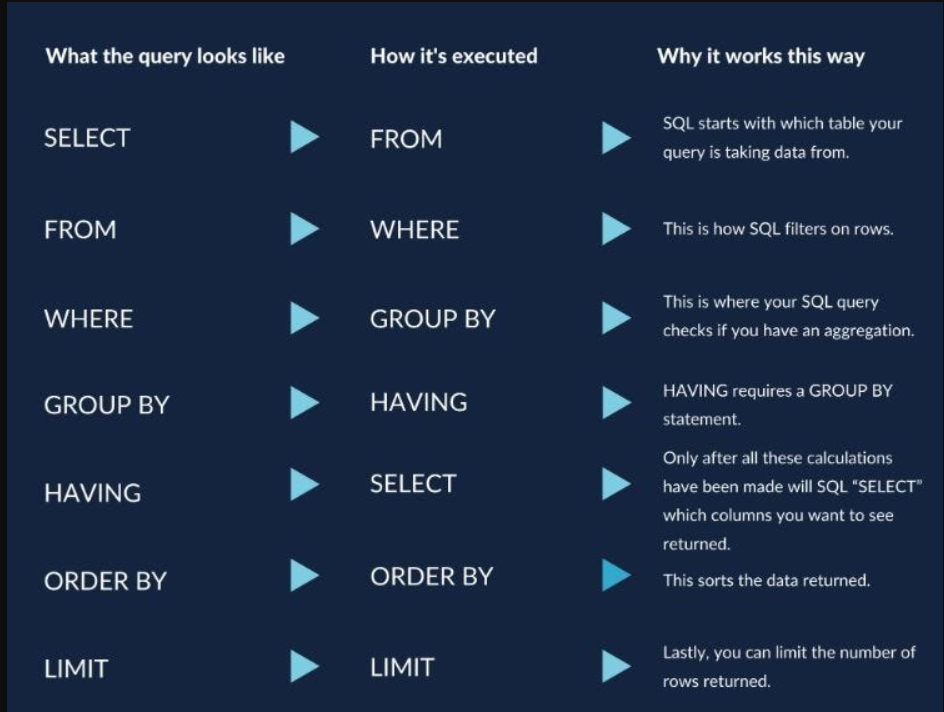 What the query looks like
How it's executed
Why it works this way
SELECT
FROM
SQL starts with which table your
query is taking data from.
FROM
WHERE
This is how SQL filters on rows.
WHERE
GROUP BY
This is where your SQL query
checks if you have an aggregation.
GROUP BY
HAVING
HAVING requires a GROUP BY
statement.
HAVING
SELECT
Only after all these calculations
have been made will SQL “SELECT”
which columns you want to see
returned.
ORDER BY
ORDER BY
This sorts the data returned.
LIMIT
LIMIT
Lastly, you can limit the number of
rows returned.